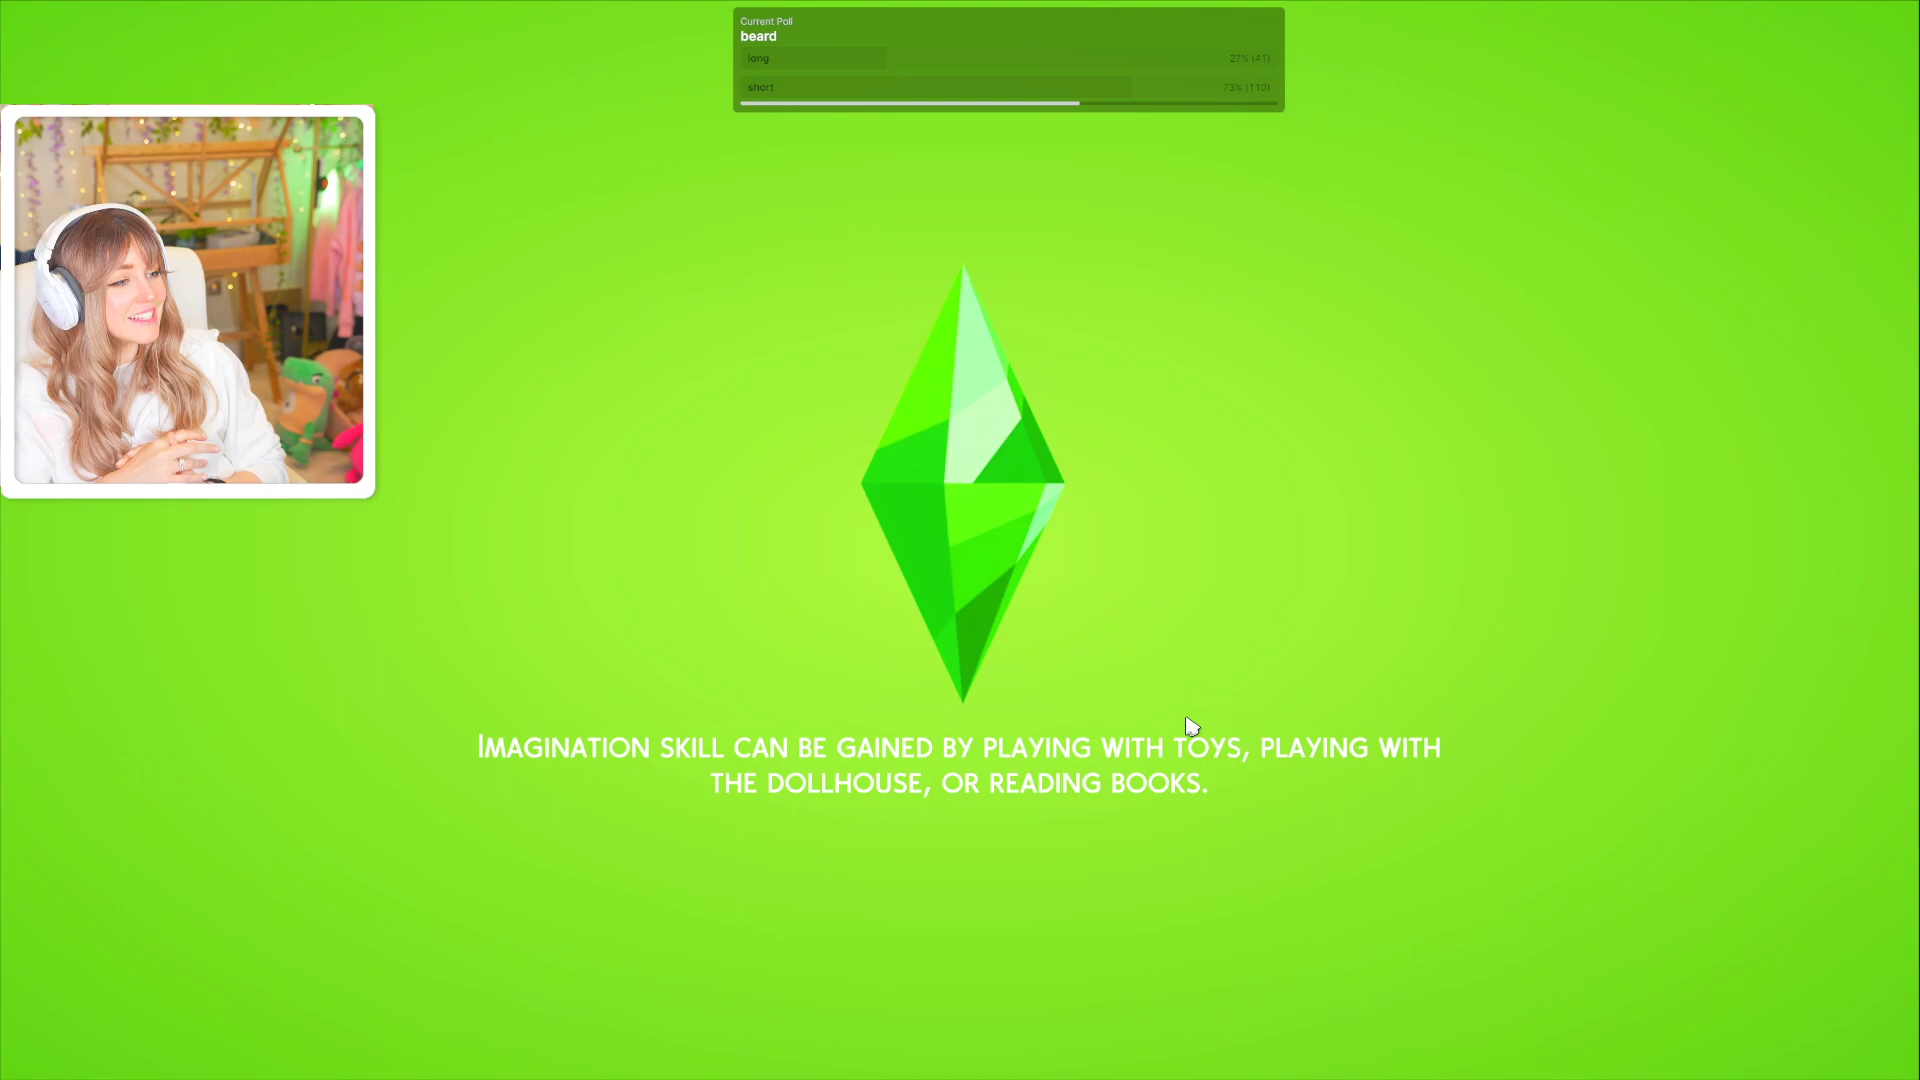 Current Poll
beard
long 27% (41)
short 73% (110)
IMAGINATION SKILL CAN BE GAINED BY PLAYING WITH TOYS, PLAYING WITH
THE DOLLHOUSE, OR READING BOOKS.